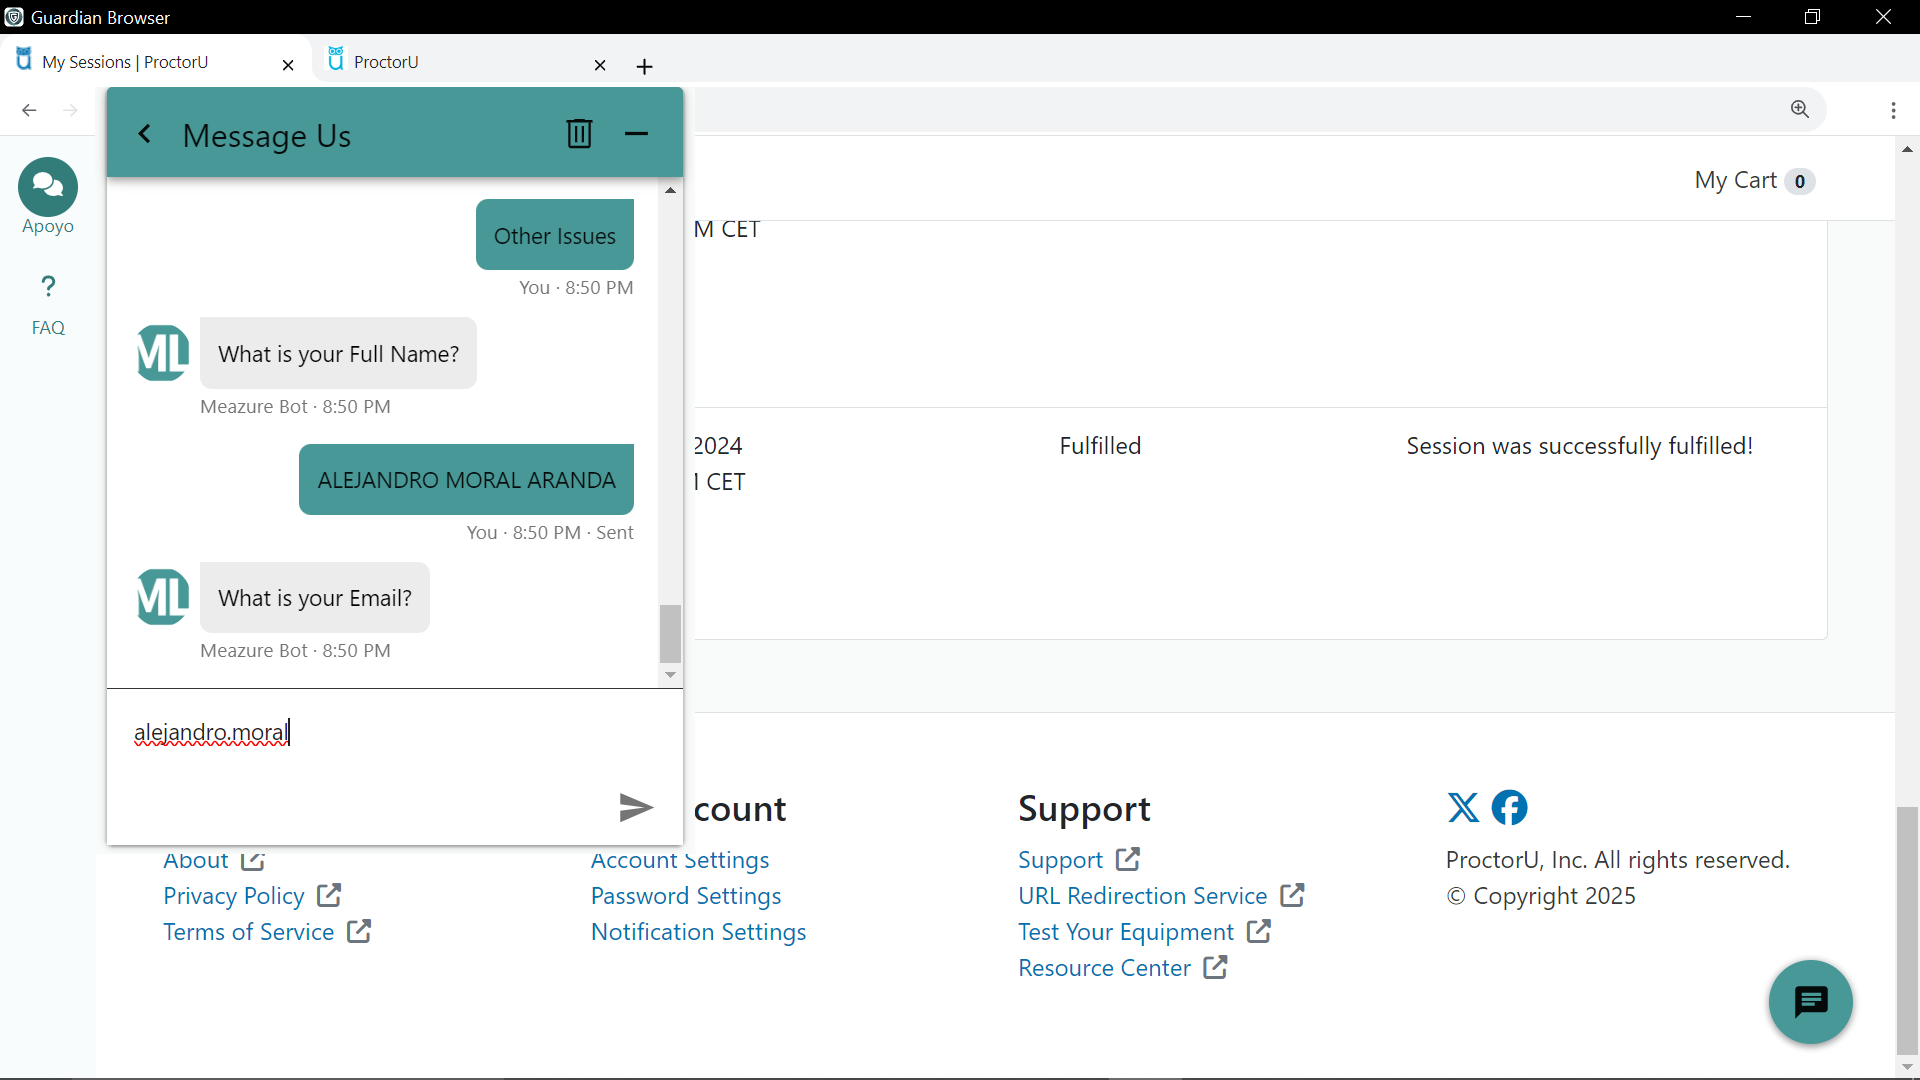 Guardian Browser
My Sessions | ProctorU
ProctorU
Message Us
My Cart 0
Apoyo
FAQ
Other Issues
You · 8:50 PM
What is your Full Name?
Meazure Bot · 8:50 PM
ALEJANDRO MORAL ARANDA
You · 8:50 PM · Sent
What is your Email?
Meazure Bot · 8:50 PM
alejandro.moral
M CET
2024
CET
Fulfilled
Session was successfully fulfilled!
About
Privacy Policy
Terms of Service
count
Account Settings
Password Settings
Notification Settings
Support
Support
URL Redirection Service
Test Your Equipment
Resource Center
ProctorU, Inc. All rights reserved.
© Copyright 2025